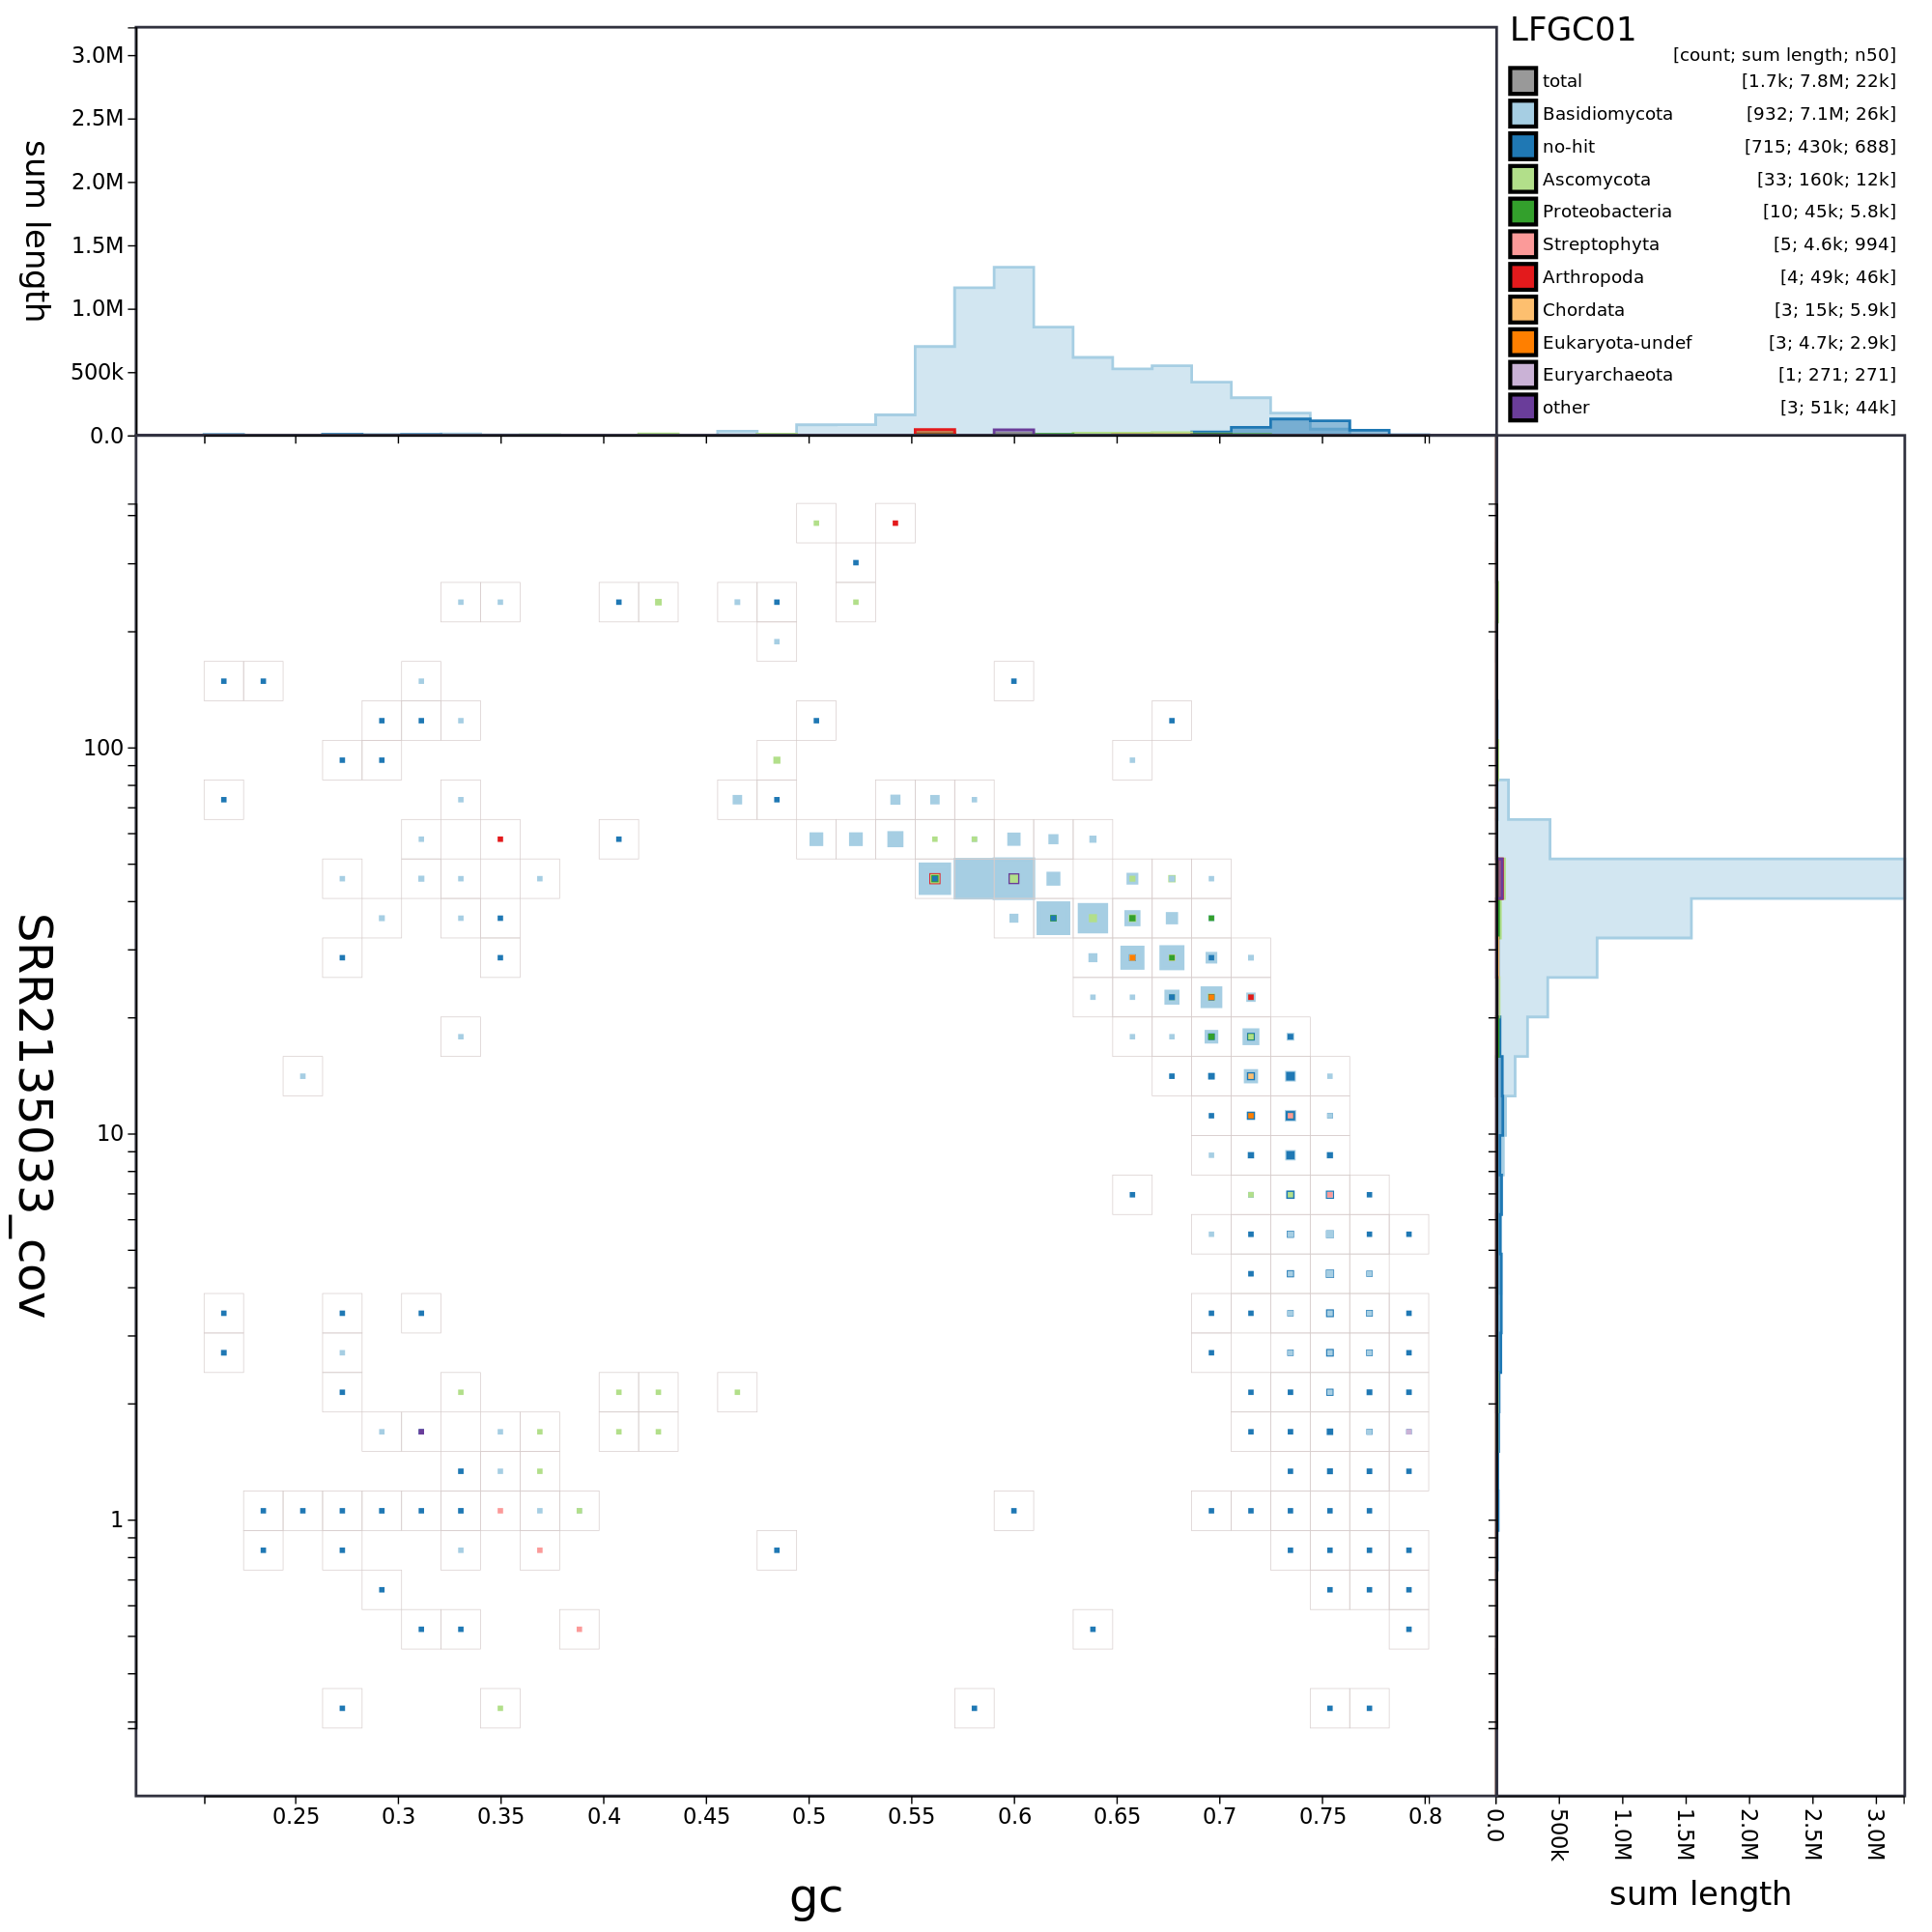 LFGC01
[count; sum length; n50]
total [1.7k; 7.8M; 22k]
Basidiomycota [932; 7.1M; 26k]
no-hit [715; 430k; 688]
Ascomycota [33; 160k; 12k]
Proteobacteria [10; 45k; 5.8k]
Streptophyta [5; 4.6k; 994]
Arthropoda [4; 49k; 46k]
Chordata [3; 15k; 5.9k]
Eukaryota-undef [3; 4.7k; 2.9k]
Euryarchaeota [1; 271; 271]
other [3; 51k; 44k]
sum length
3.0M
2.5M
2.0M
1.5M
1.0M
500k
0.0
SRR2135033_cov
100
10
1
0.25 0.3 0.35 0.4 0.45 0.5 0.55 0.6 0.65 0.7 0.75 0.8
gc
0.0 500k 1.0M 1.5M 2.0M 2.5M 3.0M
sum length